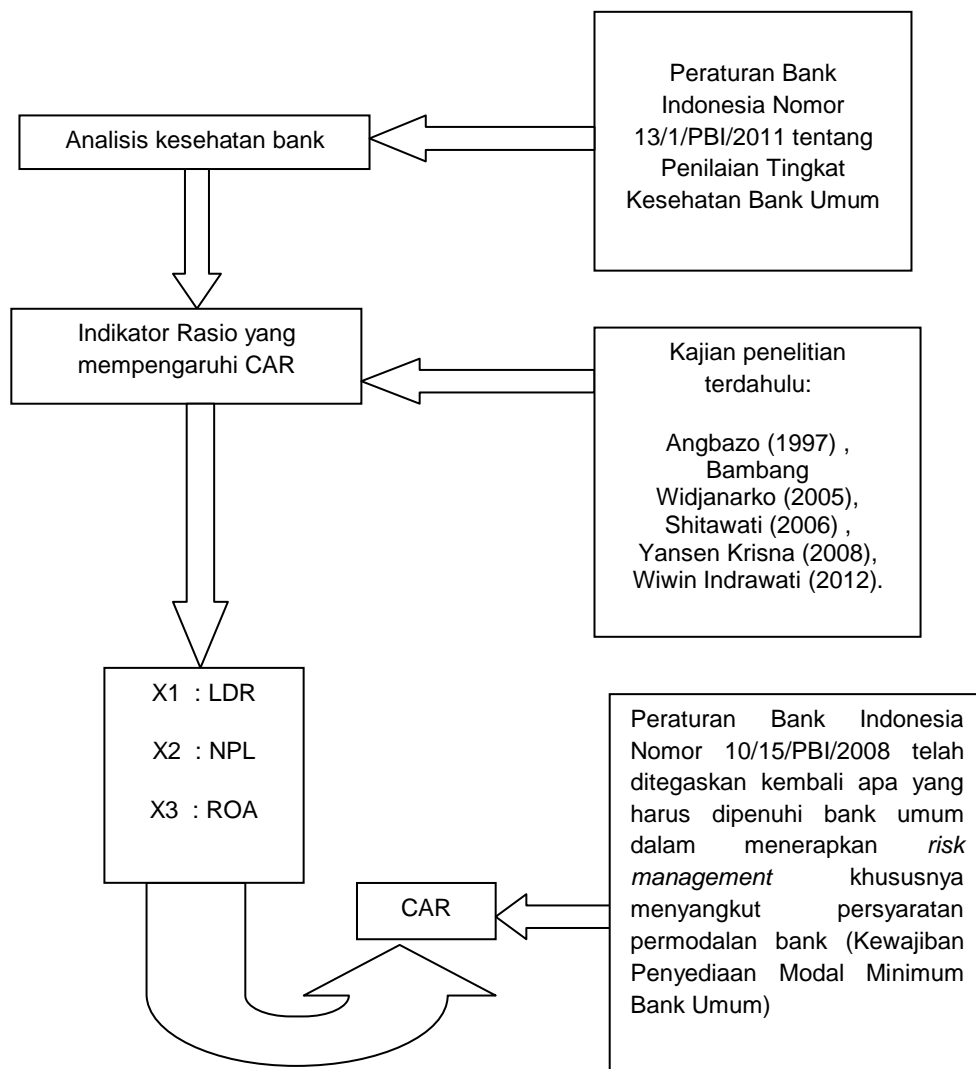 Peraturan Bank
Indonesia Nomor
13/1/PBI/2011 tentang
Penilaian Tingkat
Kesehatan Bank Umum
Analisis kesehatan bank
Indikator Rasio yang
mempengaruhi CAR
Kajian penelitian
terdahulu:
Angbazo (1997) ,
Bambang
Widjanarko (2005),
Shitawati (2006) ,
Yansen Krisna (2008),
Wiwin Indrawati (2012).
X1 : LDR
X2 : NPL
X3 : ROA
CAR
Peraturan Bank Indonesia
Nomor 10/15/PBI/2008 telah
ditegaskan kembali apa yang
harus dipenuhi bank umum
dalam menerapkan risk
management khususnya
menyangkut persyaratan
permodalan bank (Kewajiban
Penyediaan Modal Minimum
Bank Umum)